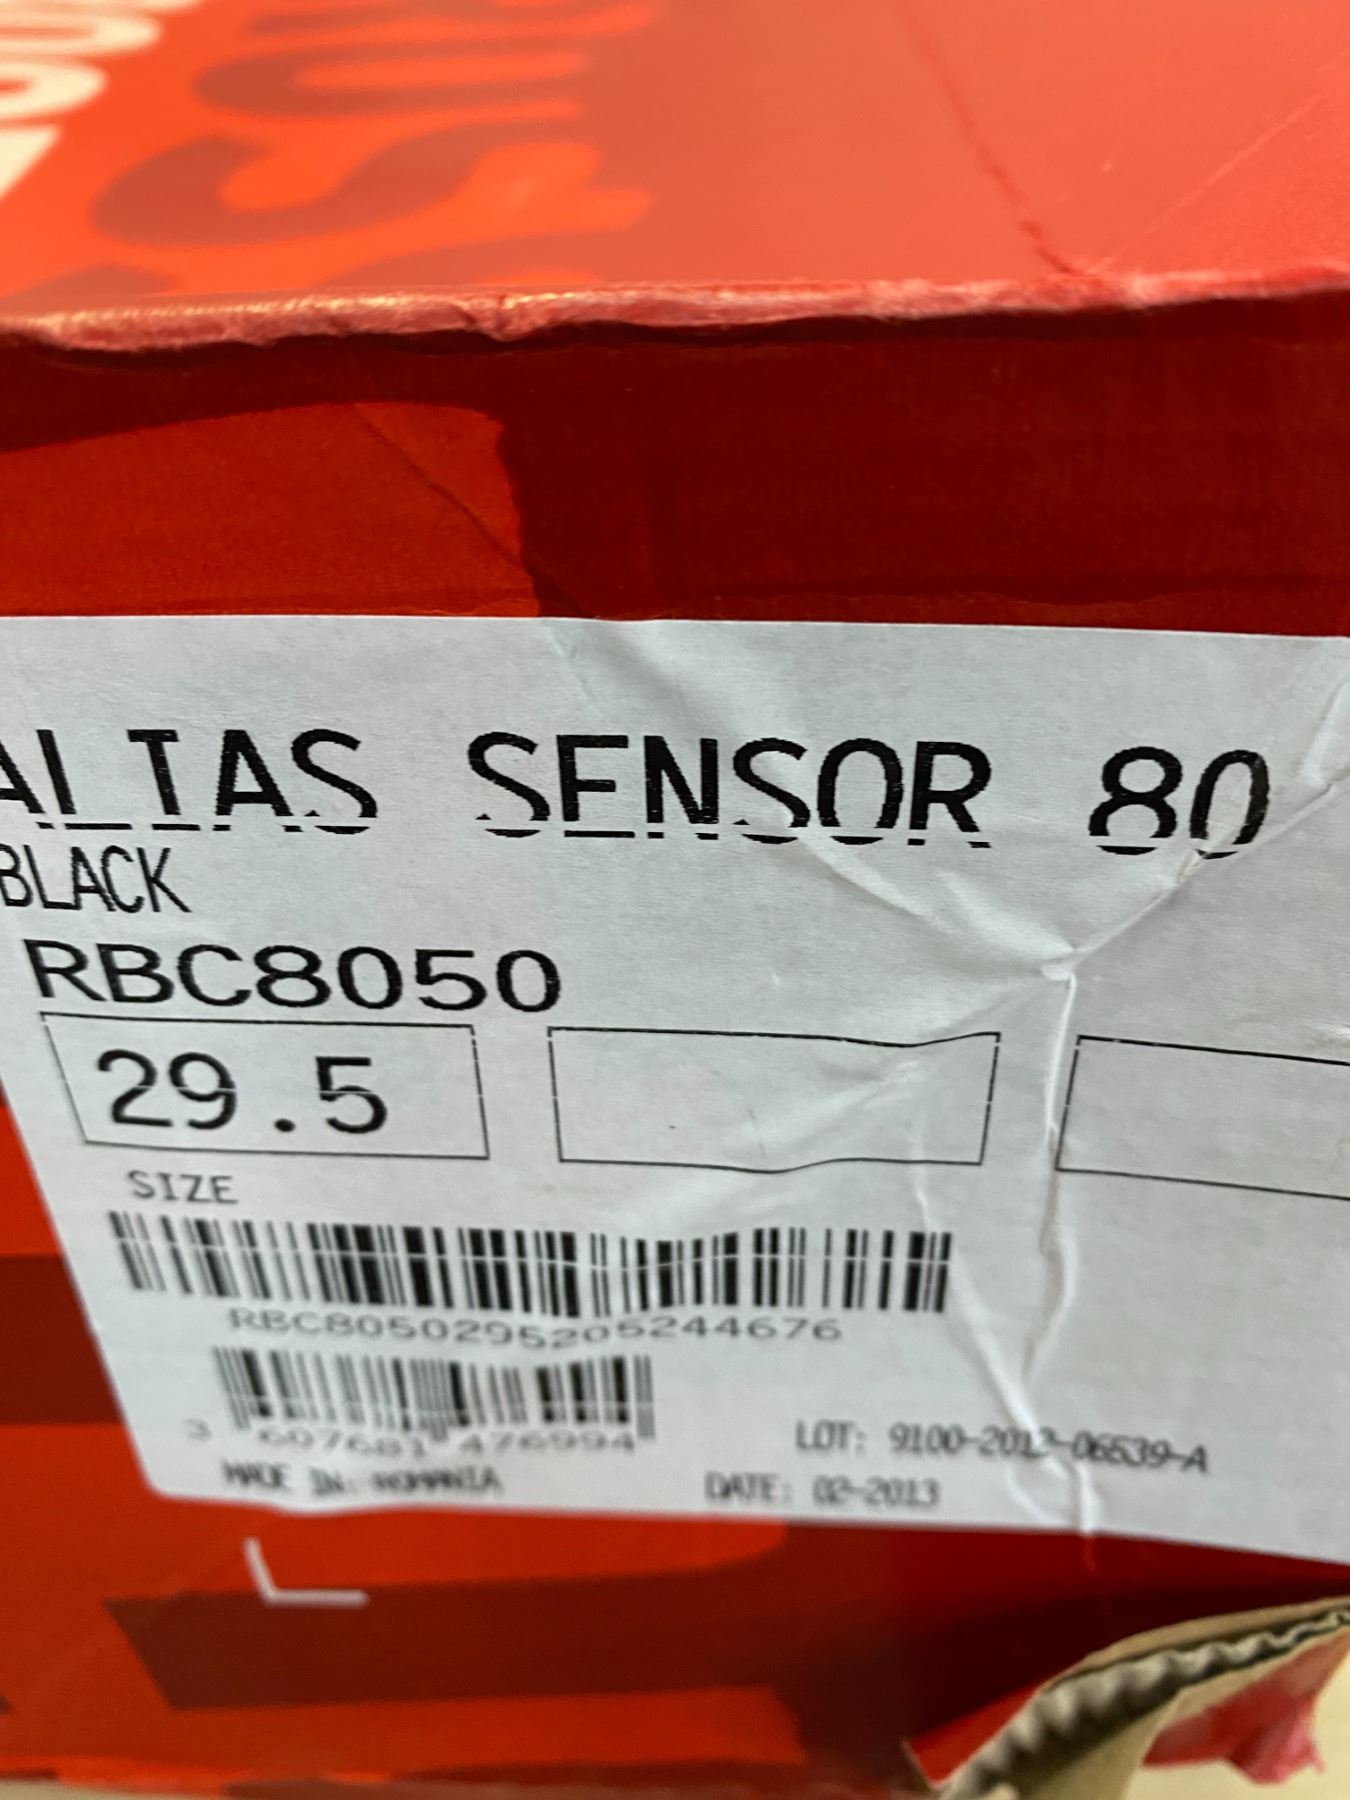 ALIAS SENSOR 80
BLACK
RBC8050
29.5
SIZE
RBC8050295205244676
3 607681 476994
LOT: 9100-2012-06539-A
MADE IN: ROMANIA
DATE: 02-2013